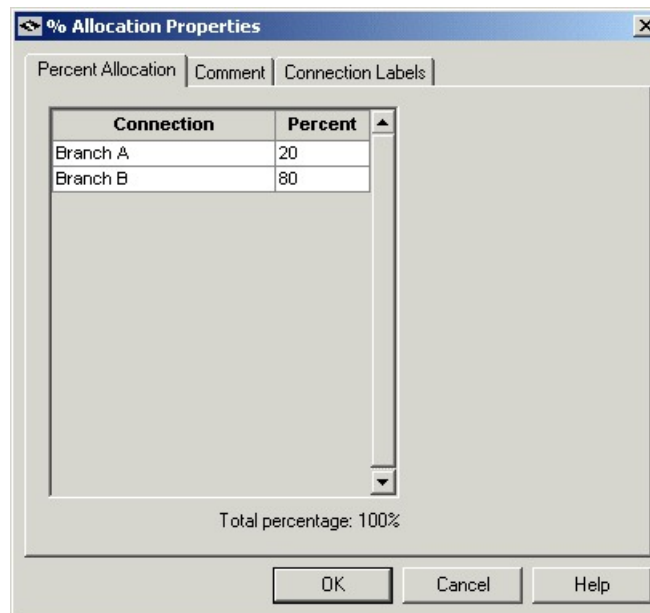 % Allocation Properties
Percent Allocation Comment Connection Labels
Connection Percent
Branch A 20
Branch B 80
Total percentage: 100%
OK Cancel Help